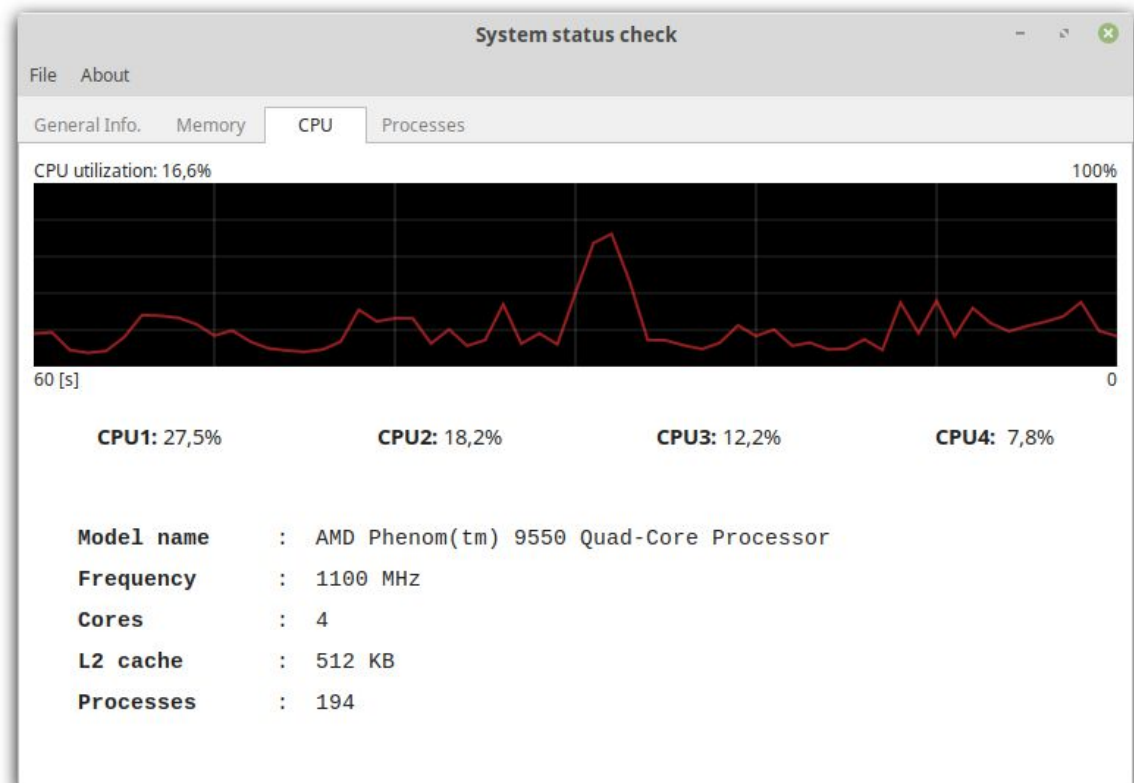 System status check
File About
General Info. Memory CPU Processes
CPU utilization: 16,6% 100%
60 [s] 0
CPU1: 27,5% CPU2: 18,2% CPU3: 12,2% CPU4: 7,8%
Model name : AMD Phenom(tm) 9550 Quad-Core Processor
Frequency : 1100 MHz
Cores : 4
L2 cache : 512 KB
Processes : 194